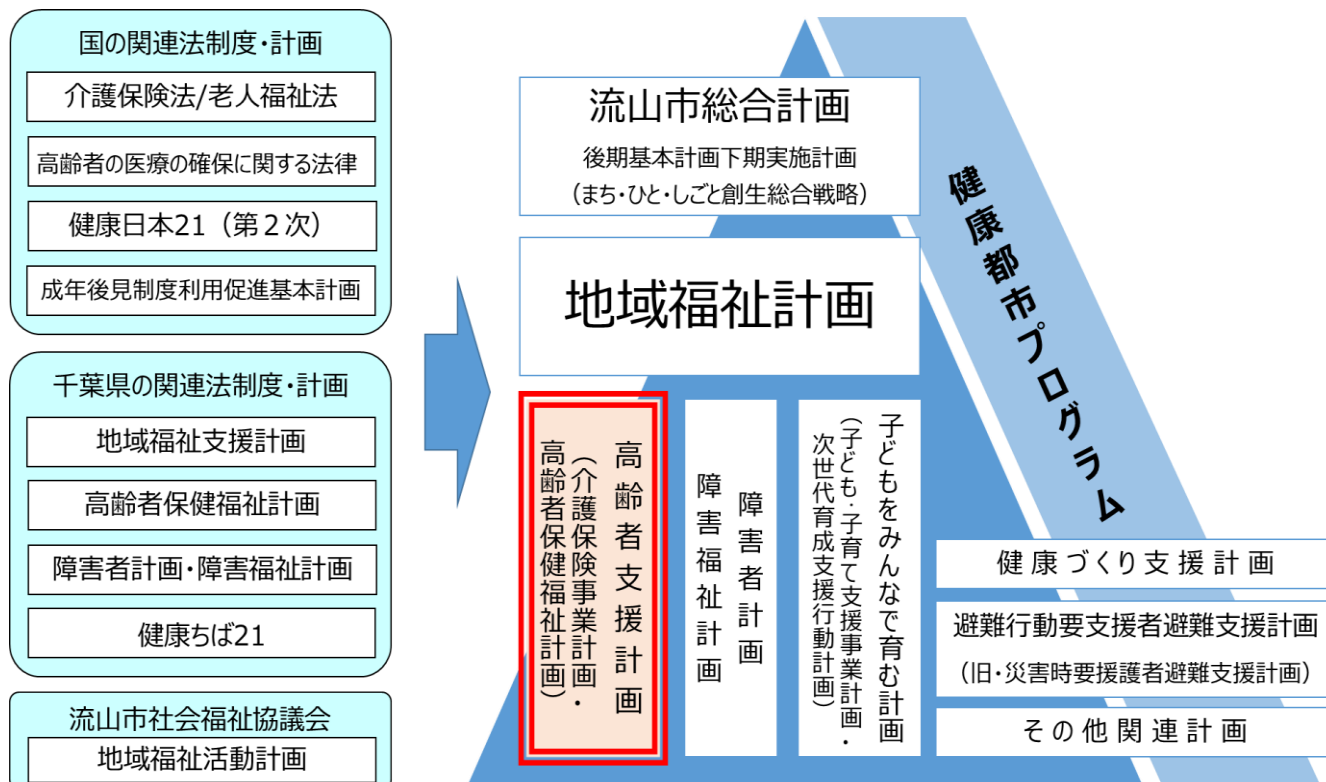 国の関連法制度・計画
介護保険法/老人福祉法
高齢者の医療の確保に関する法律
健康日本21（第２次）
成年後見制度利用促進基本計画
千葉県の関連法制度・計画
地域福祉支援計画
高齢者保健福祉計画
障害者計画・障害福祉計画
健康ちば21
流山市社会福祉協議会
地域福祉活動計画
流山市総合計画
後期基本計画下期実施計画
（まち・ひと・しごと創生総合戦略）
地域福祉計画
高齢者支援計画
（介護保険事業計画・
高齢者保健福祉計画）
障害者計画
障害福祉計画
子どもをみんなで育む計画
（子ども・子育て支援事業計画・
次世代育成支援行動計画）
健康づくり支援計画
避難行動要支援者避難支援計画
（旧・災害時要援護者避難支援計画）
その他関連計画
健康都市プログラム